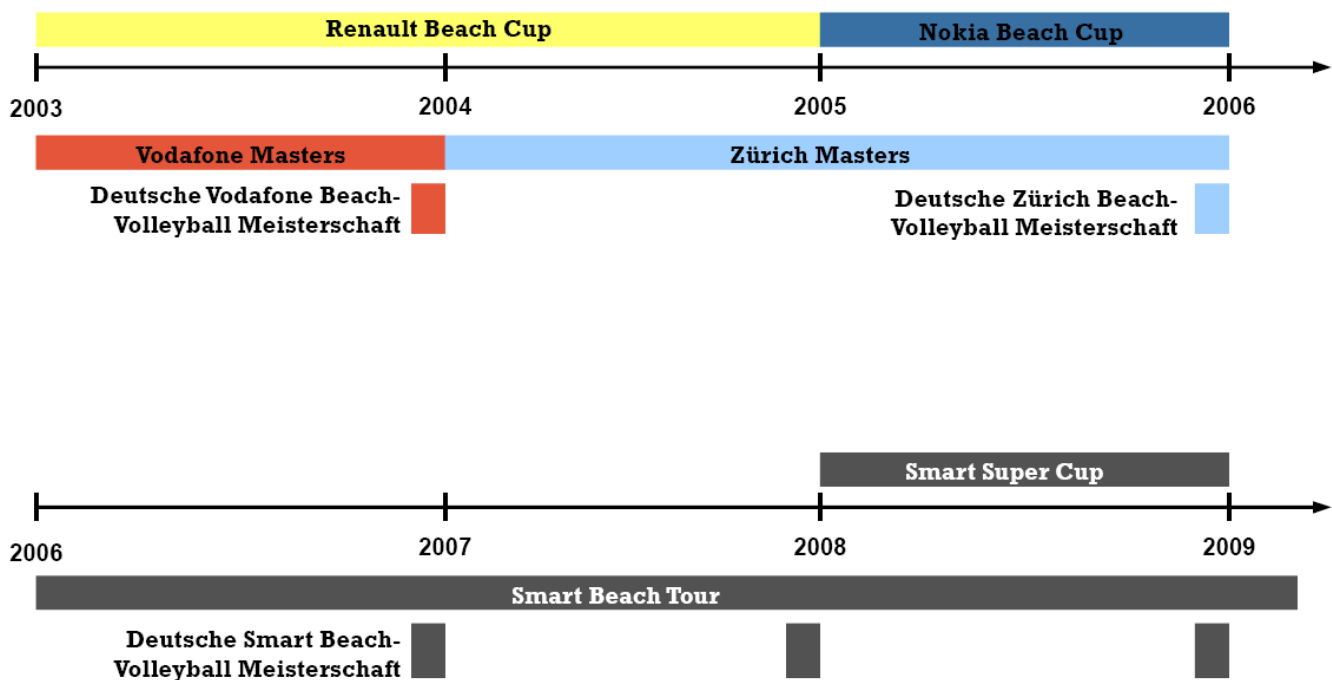 Renault Beach Cup
Nokia Beach Cup
2003
2004
2005
2006
Vodafone Masters
Zürich Masters
Deutsche Vodafone Beach-
Volleyball Meisterschaft
Deutsche Zürich Beach-
Volleyball Meisterschaft
Smart Super Cup
2006
2007
2008
2009
Smart Beach Tour
Deutsche Smart Beach-
Volleyball Meisterschaft